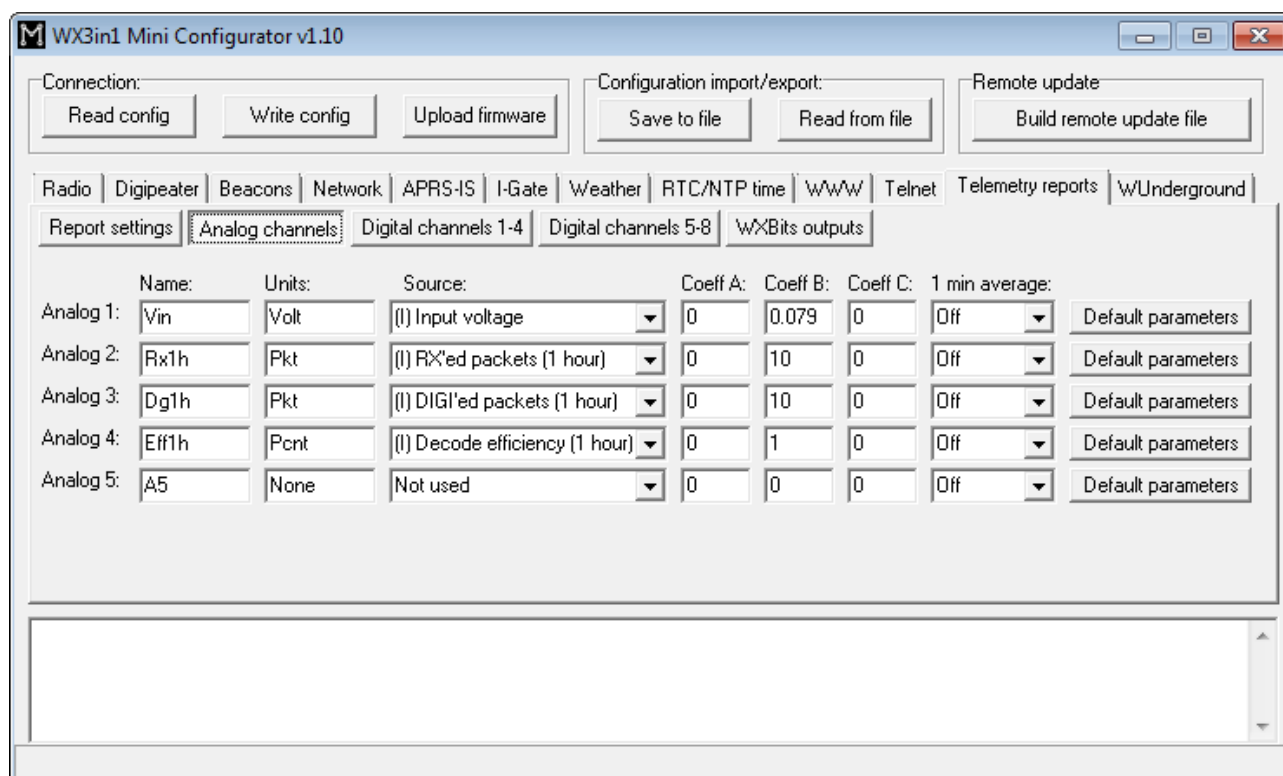 WX3in1 Mini Configurator v1.10
Connection: Configuration import/export: Remote update
Read config Write config Upload firmware Save to file Read from file Build remote update file
Radio Digipeater Beacons Network APRS-IS I-Gate Weather RTC/NTP time WWW Telnet Telemetry reports WUnderground
Report settings Analog channels Digital channels 1-4 Digital channels 5-8 WXBits outputs
Name: Units: Source: Coeff A: Coeff B: Coeff C: 1 min average:
Analog 1: Vin Volt (I) Input voltage 0 0.079 0 Off Default parameters
Analog 2: Rx1h Pkt (I) RX'ed packets (1 hour) 0 10 0 Off Default parameters
Analog 3: Dg1h Pkt (I) DIGI'ed packets (1 hour) 0 10 0 Off Default parameters
Analog 4: Eff1h Pcnt (I) Decode efficiency (1 hour) 0 1 0 Off Default parameters
Analog 5: A5 None Not used 0 0 0 Off Default parameters